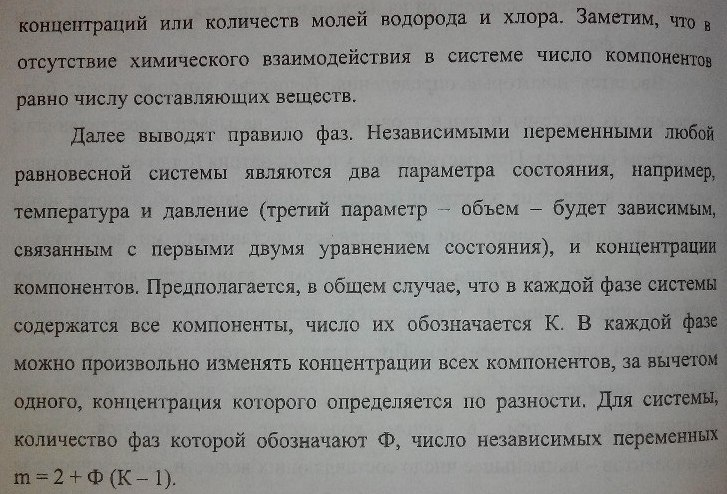 концентраций или количеств молей водорода и хлора. Заметим, что в
отсутствие химического взаимодействия в системе число компонентов
равно числу составляющих веществ.
Далее выводят правило фаз. Независимыми переменными любой
равновесной системы являются два параметра состояния, например,
температура и давление (третий параметр – объем – будет зависимым,
связанным с первыми двумя уравнением состояния), и концентрации
компонентов. Предполагается, в общем случае, что в каждой фазе системы
содержатся все компоненты, число их обозначается К. В каждой фазе
можно произвольно изменять концентрации всех компонентов, за вычетом
одного, концентрация которого определяется по разности. Для системы,
количество фаз которой обозначают Ф, число независимых переменных
m = 2 + Ф (К – 1).